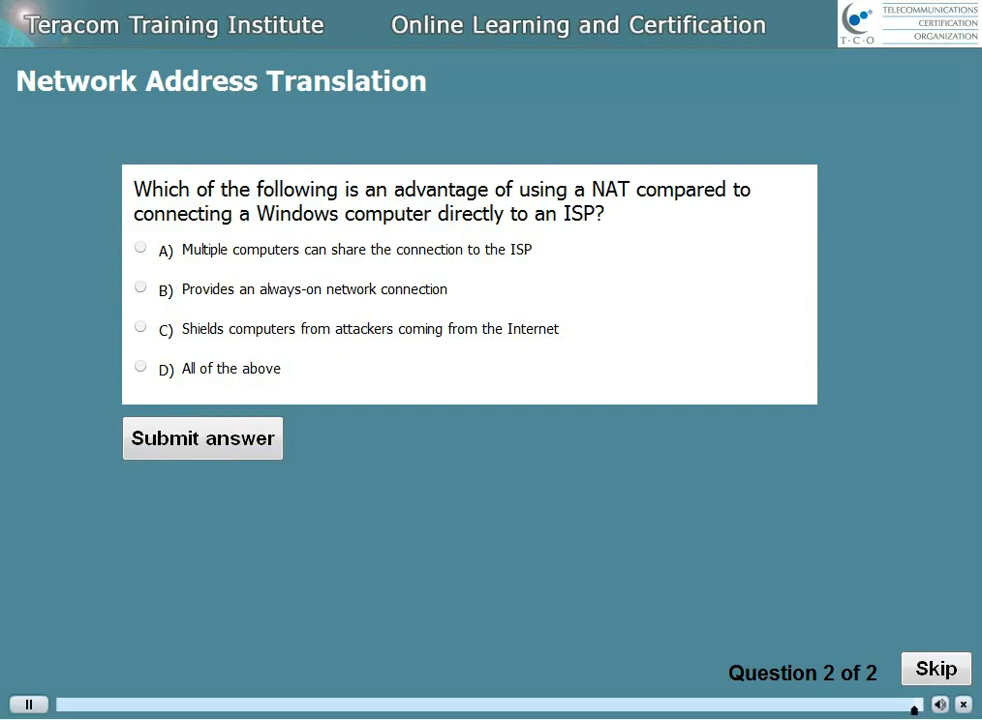 Teracom Training Institute
Online Learning and Certification
TELECOMMUNICATIONS
CERTIFICATION
ORGANIZATION
T·C·O
Network Address Translation
Which of the following is an advantage of using a NAT compared to
connecting a Windows computer directly to an ISP?
A) Multiple computers can share the connection to the ISP
B) Provides an always-on network connection
C) Shields computers from attackers coming from the Internet
D) All of the above
Submit answer
Question 2 of 2
Skip